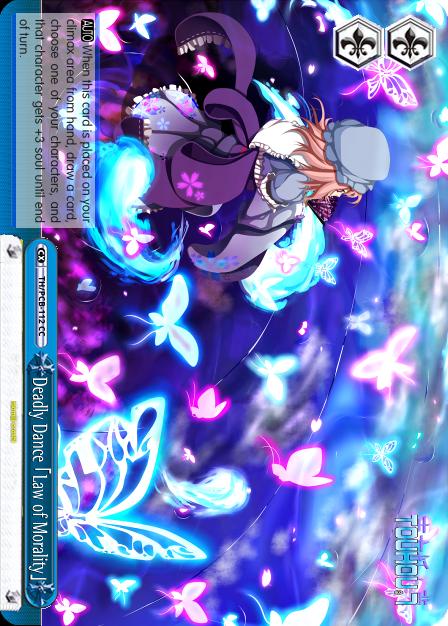 [AUTO] When this card is placed on your
climax area from hand, draw a card,
choose one of your characters, and
that character gets +3 soul until end
of turn.
CX
TH/PCB-112 CC
Deadly Dance「Law of Morality」
TOUHOU